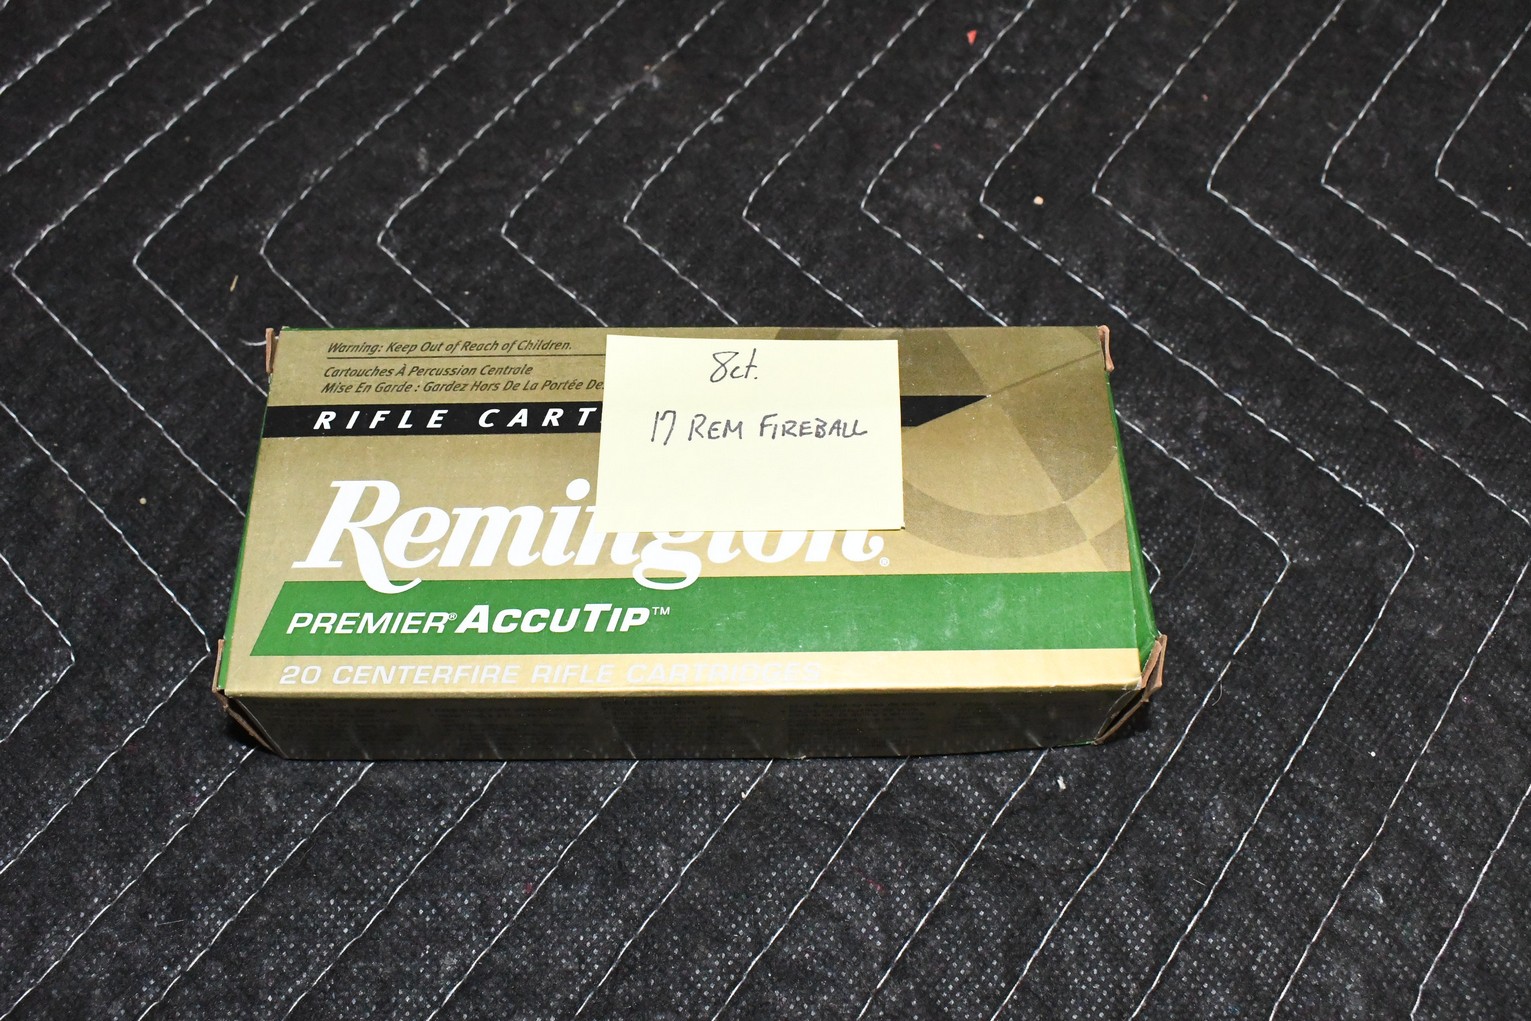 Warning: Keep Out of Reach of Children.
Cartouches À Percussion Centrale
Mise En Garde : Gardez Hors De La Portée De
8ct.
17 REM FIREBALL
RIFLE CART
Remington®
PREMIER® ACCUTIP™
20 CENTERFIRE RIFLE CARTRIDGES